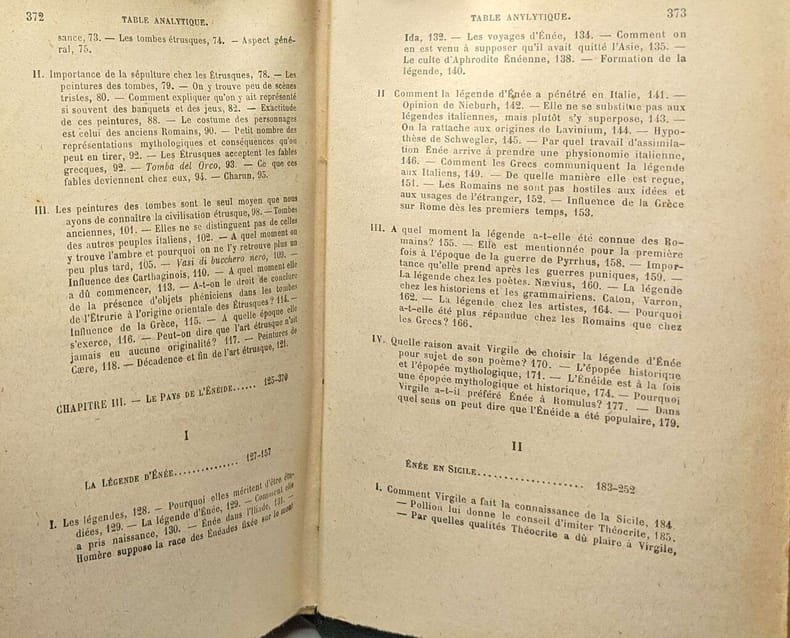 372
TABLE ANALYTIQUE.
sance, 73. — Les tombes étrusques, 74. — Aspect géné-
ral, 75.
II. Importance de la sépulture chez les Étrusques, 78. — Les
peintures des tombes, 79. — On y trouve peu de scènes
tristes, 80. — Comment expliquer qu'on y ait représenté
si souvent des banquets et des jeux, 82. — Exactitude
de ces peintures, 88. — Le costume des personnages
est celui des anciens Romains, 90. — Petit nombre des
représentations mythologiques et conséquences qu'on
peut en tirer, 92. — Les Étrusques acceptent les fables
grecques, 92. — Tomba del Orco, 93. — Ce que ces
fables deviennent chez eux, 94. — Charun, 95.
III. Les peintures des tombes sont le seul moyen que nous
ayons de connaître la civilisation étrusque, 98. — Tombes
anciennes, 101. — Elles ne se distinguent pas de celles
des autres peuples italiens, 102. — A quel moment on
y trouve l'ambre et pourquoi on ne l'y retrouve plus un
peu plus tard, 105. — Vasi di bucchero nero, 109. —
Influence des Carthaginois, 110. — A quel moment elle
a dû commencer, 113. — A-t-on le droit de conclure
de la présence d'objets phéniciens dans les tombes
de l'Étrurie à l'origine orientale des Étrusques? 114. —
Influence de la Grèce, 115. — A quelle époque elle
s'exerce, 116. — Peut-on dire que l'art étrusque n'ait
jamais eu aucune originalité? 117. — Peintures de
Cære, 118. — Décadence et fin de l'art étrusque, 121.
CHAPITRE III. — LE PAYS DE L'ÉNÉIDE...... 125-370
I
LA LÉGENDE D'ÉNÉE............... 127-157
I. Les légendes, 128. — Pourquoi elles méritent d'être étu-
diées, 129. — La légende d'Énée, 129. — Comment elle
a pris naissance, 130. — Énée dans l'Iliade, 131. —
Homère suppose la race des Énéades fixée sur le mont
TABLE ANYLYTIQUE.
373
Ida, 132. — Les voyages d'Énée, 134. — Comment on
en est venu à supposer qu'il avait quitté l'Asie, 135. —
Le culte d'Aphrodite Énéenne, 138. — Formation de la
légende, 140.
II Comment la légende d'Énée a pénétré en Italie, 141. —
Opinion de Nieburh, 142. — Elle ne se substitue pas aux
légendes italiennes, mais plutôt s'y superpose, 143. —
On la rattache aux origines de Lavinium, 144. — Hypo-
thèse de Schwegler, 145. — Par quel travail d'assimila-
tion Énée arrive à prendre une physionomie italienne,
146. — Comment les Grecs communiquent la légende
aux Italiens, 149. — De quelle manière elle est reçue,
151. — Les Romains ne sont pas hostiles aux idées et
aux usages de l'étranger, 152. — Influence de la Grèce
sur Rome dès les premiers temps, 153.
III. A quel moment la légende a-t-elle été connue des Ro-
mains? 155. — Elle est mentionnée pour la première
fois à l'époque de la guerre de Pyrrhus, 158. — Impor-
tance qu'elle prend après les guerres puniques, 159. —
La légende chez les poètes. Nævius, 160. — La légende
chez les historiens et les grammairiens. Caton, Varron,
162. — La légende chez les artistes, 164. — Pourquoi
a-t-elle été plus répandue chez les Romains que chez
les Grecs? 166.
IV. Quelle raison avait Virgile de choisir la légende d'Énée
pour sujet de son poème? 170. — L'épopée historique
et l'épopée mythologique, 171. — L'Énéide est à la fois
une épopée mythologique et historique, 174. — Pourquoi
Virgile a-t-il préféré Énée à Romulus? 177. — Dans
quel sens on peut dire que l'Énéide a été populaire, 179.
II
ÉNÉE EN SICILE.................. 183-252
I. Comment Virgile a fait la connaissance de la Sicile, 184.
— Pollion lui donne le conseil d'imiter Théocrite, 185.
— Par quelles qualités Théocrite a dû plaire à Virgile,